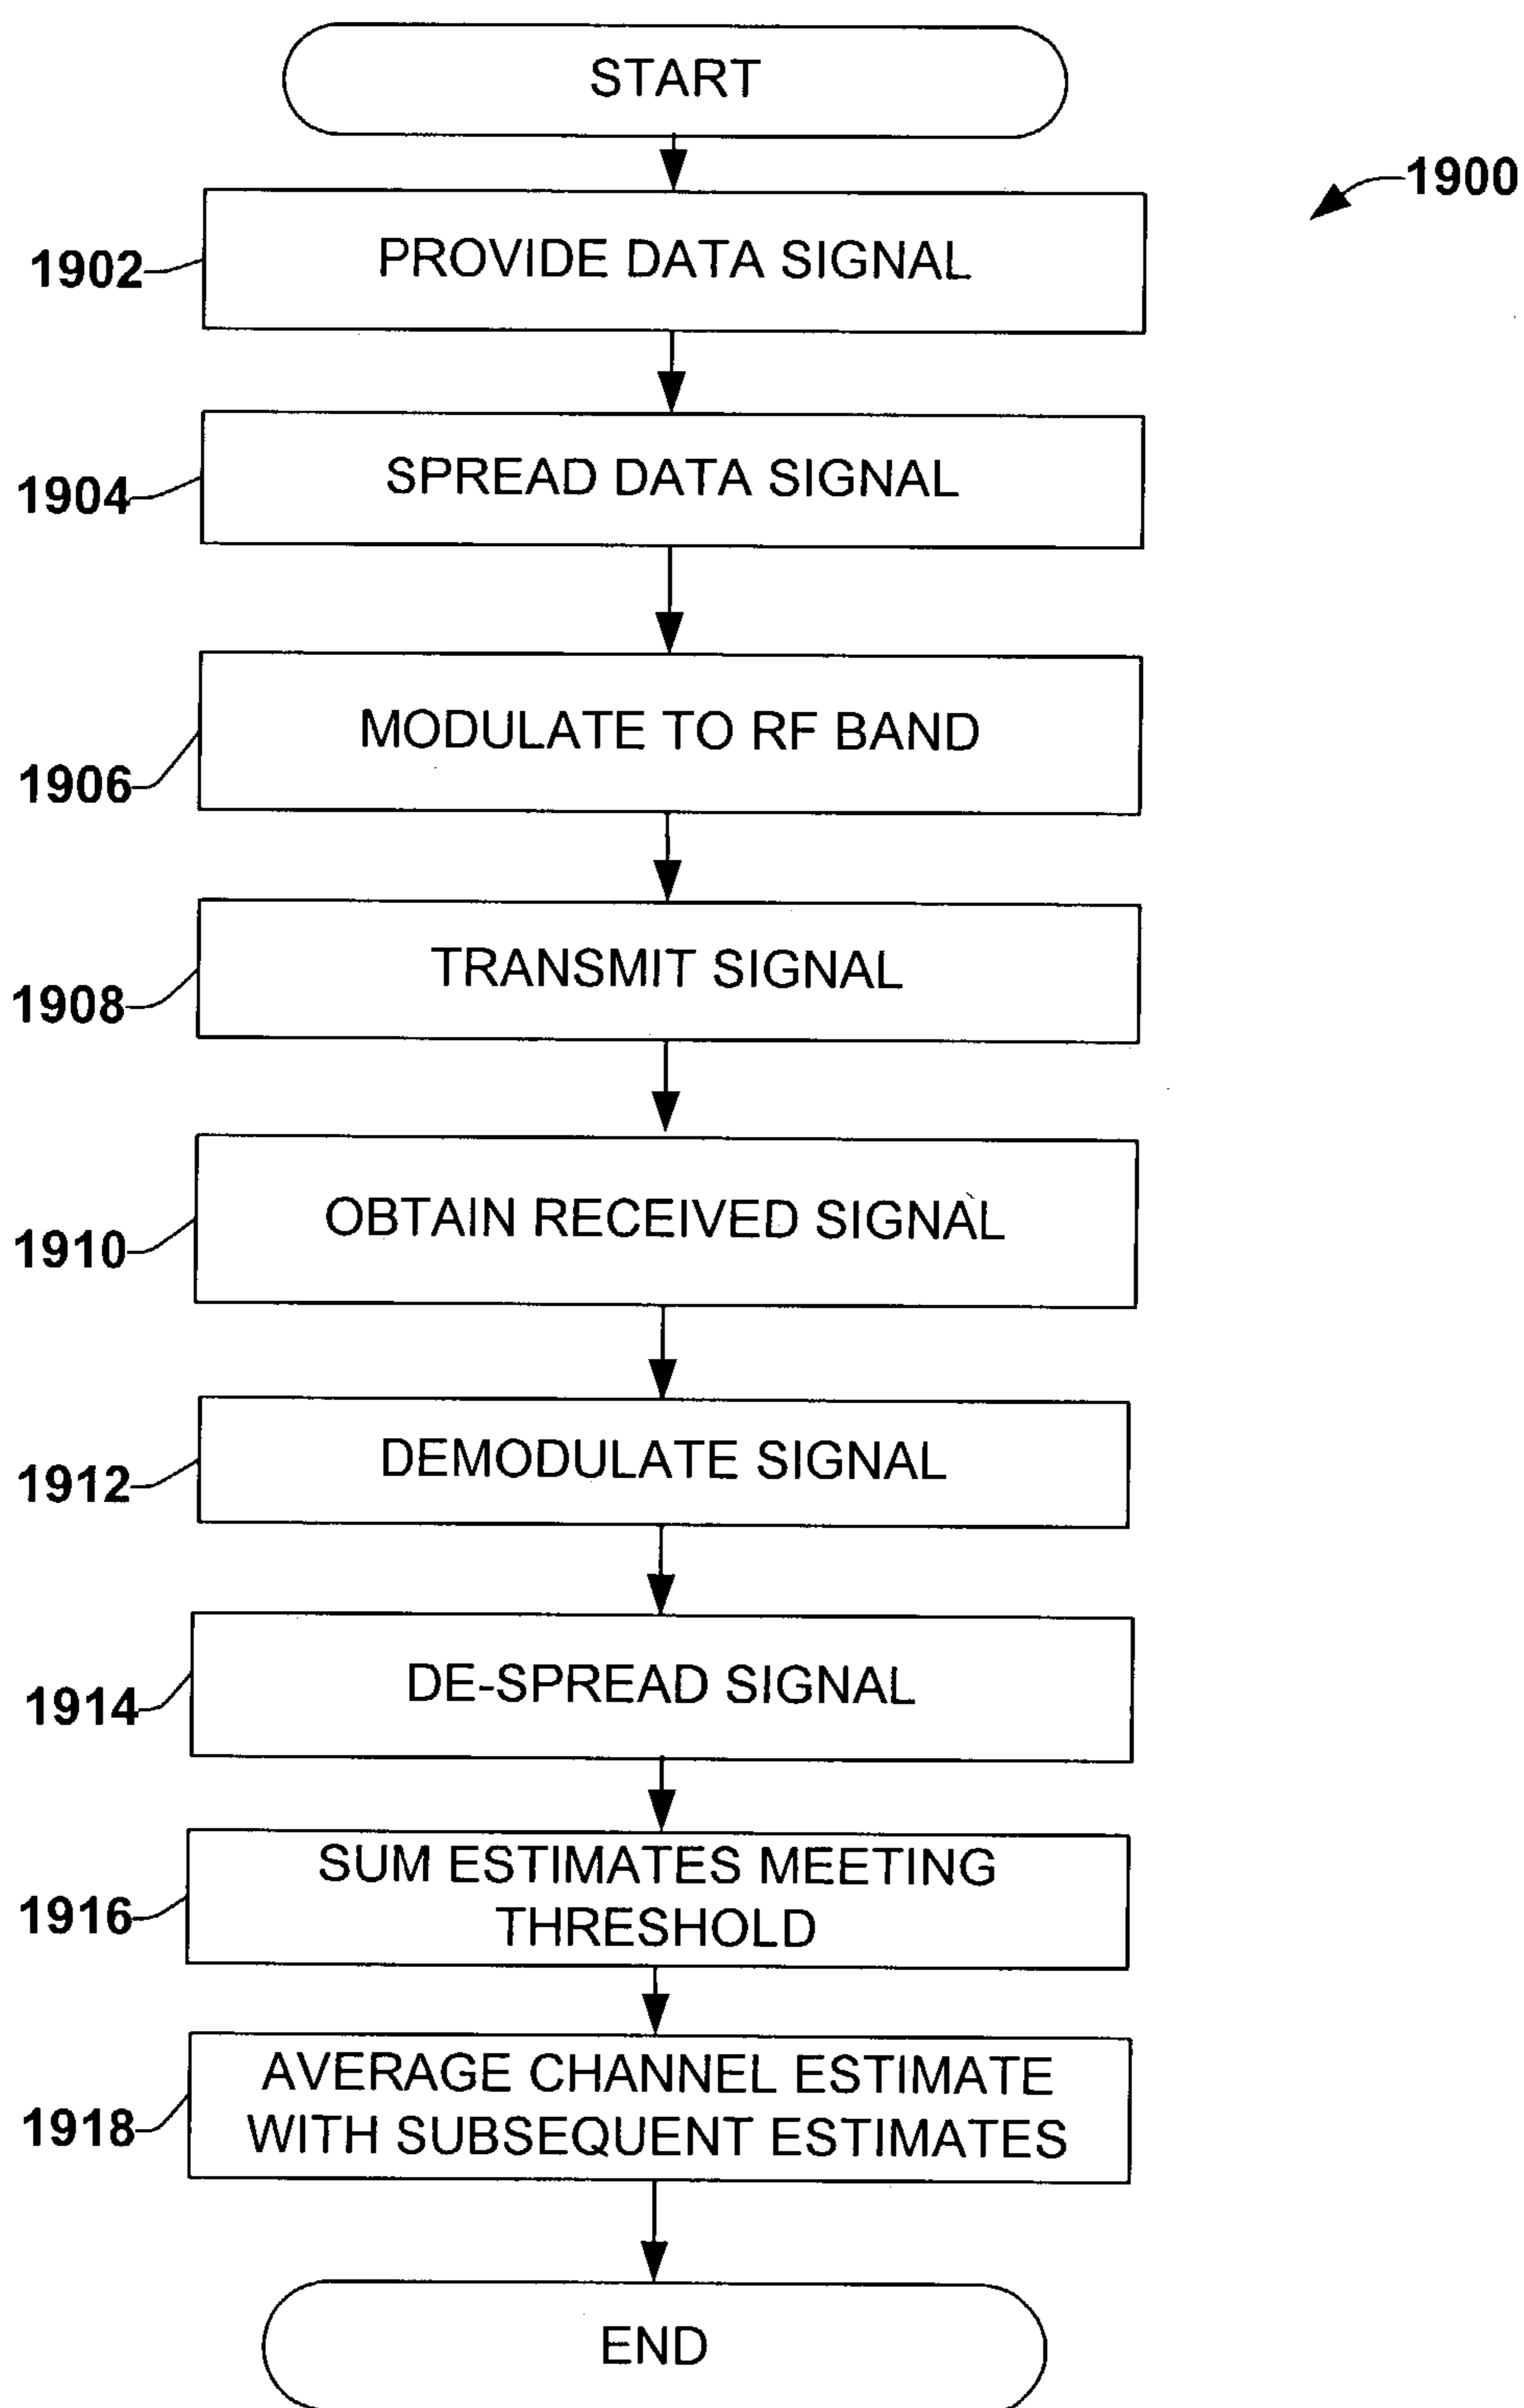 START
1900
1902
PROVIDE DATA SIGNAL
1904
SPREAD DATA SIGNAL
1906
MODULATE TO RF BAND
1908
TRANSMIT SIGNAL
1910
OBTAIN RECEIVED SIGNAL
1912
DEMODULATE SIGNAL
1914
DE-SPREAD SIGNAL
1916
SUM ESTIMATES MEETING
THRESHOLD
1918
AVERAGE CHANNEL ESTIMATE
WITH SUBSEQUENT ESTIMATES
END